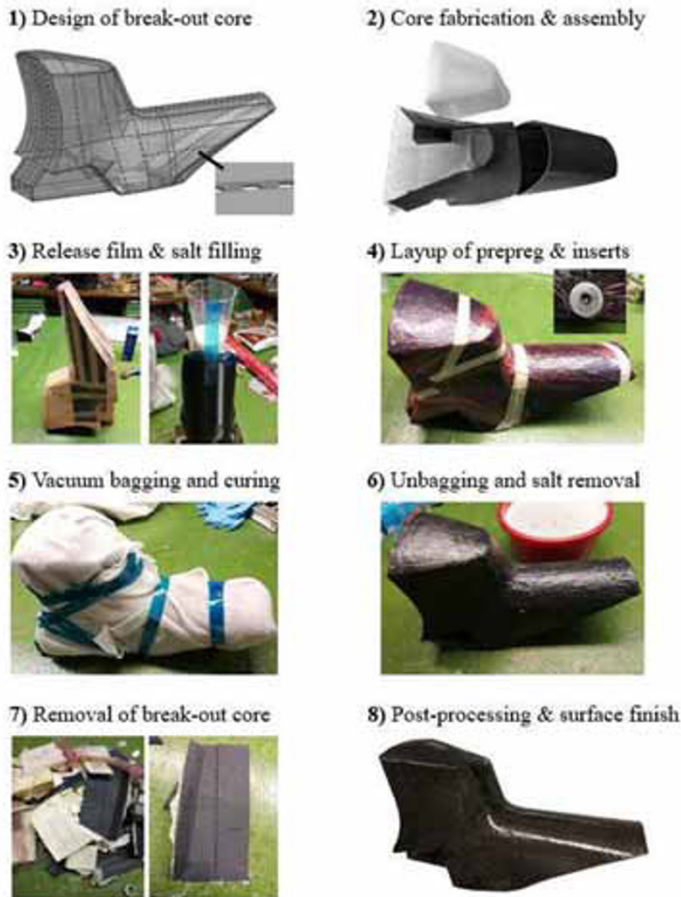 1) Design of break-out core
2) Core fabrication & assembly
3) Release film & salt filling
4) Layup of prepreg & inserts
5) Vacuum bagging and curing
6) Unbagging and salt removal
7) Removal of break-out core
8) Post-processing & surface finish